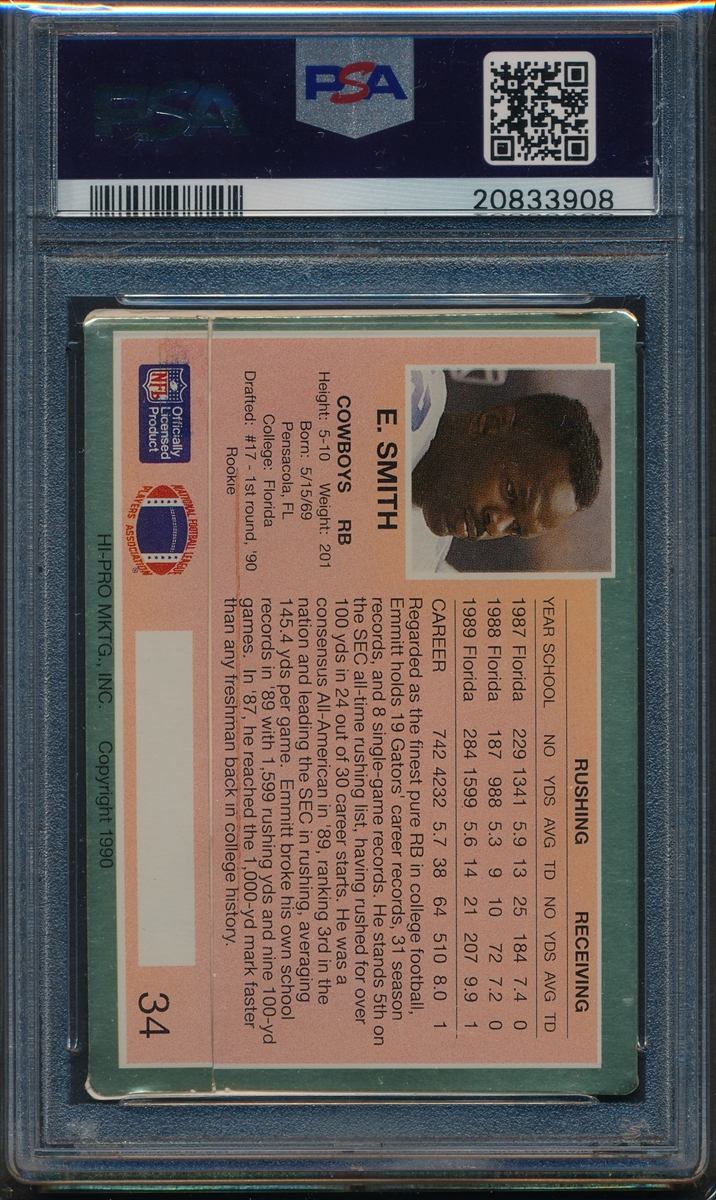 PSA
PSA
20833908
E. SMITH
COWBOYS RB
Height: 5-10 Weight: 201
Born: 5/15/69
Pensacola, FL
College: Florida
Drafted: #17 - 1st round, '90
Rookie
RUSHING RECEIVING
YEAR SCHOOL NO YDS AVG TD NO YDS AVG TD
1987 Florida 229 1341 5.9 13 25 184 7.4 0
1988 Florida 187 988 5.3 9 10 72 7.2 0
1989 Florida 284 1599 5.6 14 21 207 9.9 1
CAREER 742 4232 5.7 38 64 510 8.0 1
Regarded as the finest pure RB in college football,
Emmitt holds 19 Gators' career records, 31 season
records, and 8 single-game records. He stands 5th on
the SEC all-time rushing list, having rushed for over
100 yds in 24 out of 30 career starts. He was a
consensus All-American in '89, ranking 3rd in the
nation and leading the SEC in rushing, averaging
145.4 yds per game. Emmitt broke his own school
records in '89 with 1,599 rushing yds and nine 100-yd
games. In '87, he reached the 1,000-yd mark faster
than any freshman back in college history.
NFL
Officially
Licensed
Product
NATIONAL FOOTBALL LEAGUE
PLAYERS ASSOCIATION
34
HI-PRO MKTG., INC. Copyright 1990